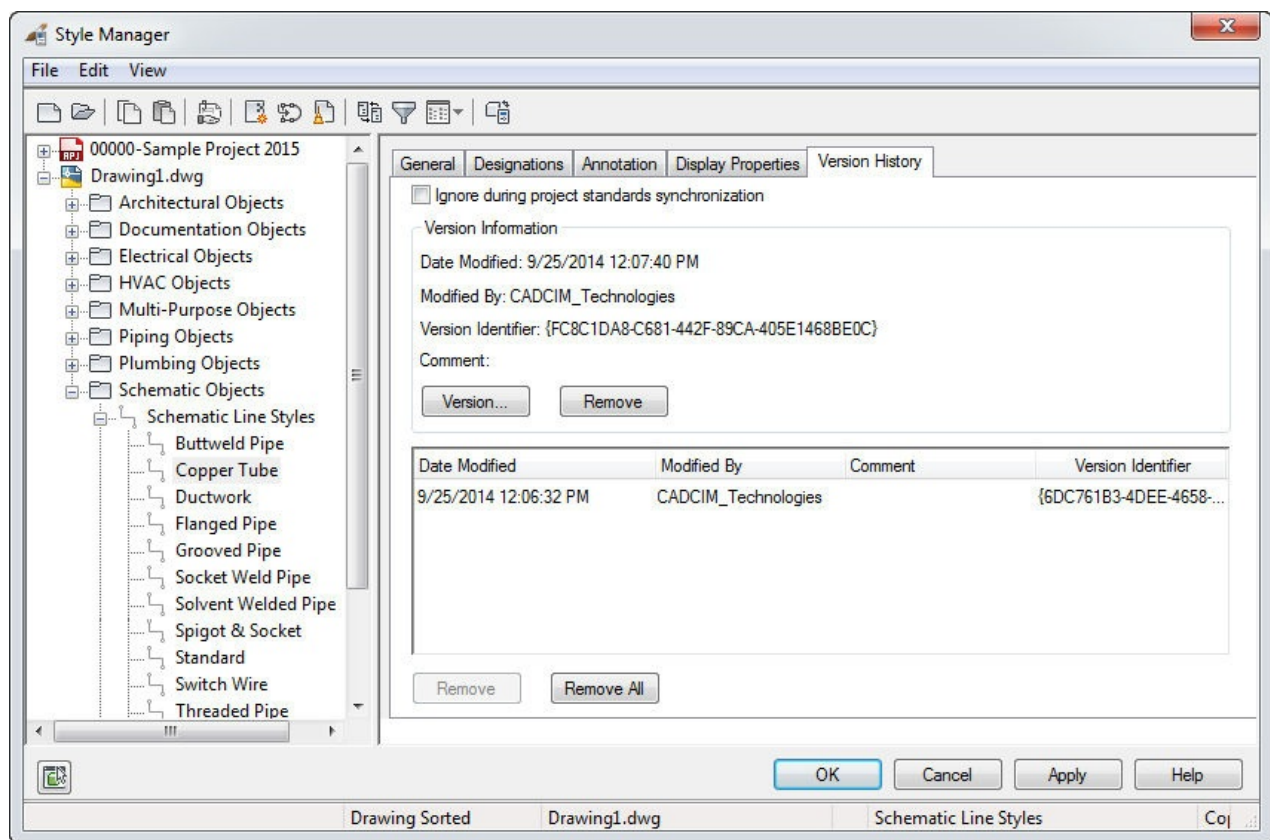 Style Manager
File Edit View
00000-Sample Project 2015
Drawing1.dwg
Architectural Objects
Documentation Objects
Electrical Objects
HVAC Objects
Multi-Purpose Objects
Piping Objects
Plumbing Objects
Schematic Objects
Schematic Line Styles
Buttweld Pipe
Copper Tube
Ductwork
Flanged Pipe
Grooved Pipe
Socket Weld Pipe
Solvent Welded Pipe
Spigot & Socket
Standard
Switch Wire
Threaded Pipe
General Designations Annotation Display Properties Version History
Ignore during project standards synchronization
Version Information
Date Modified: 9/25/2014 12:07:40 PM
Modified By: CADCIM_Technologies
Version Identifier: {FC8C1DA8-C681-442F-89CA-405E1468BE0C}
Comment:
Version... Remove
Date Modified Modified By Comment Version Identifier
9/25/2014 12:06:32 PM CADCIM_Technologies {6DC761B3-4DEE-4658-...
Remove Remove All
OK Cancel Apply Help
Drawing Sorted Drawing1.dwg Schematic Line Styles